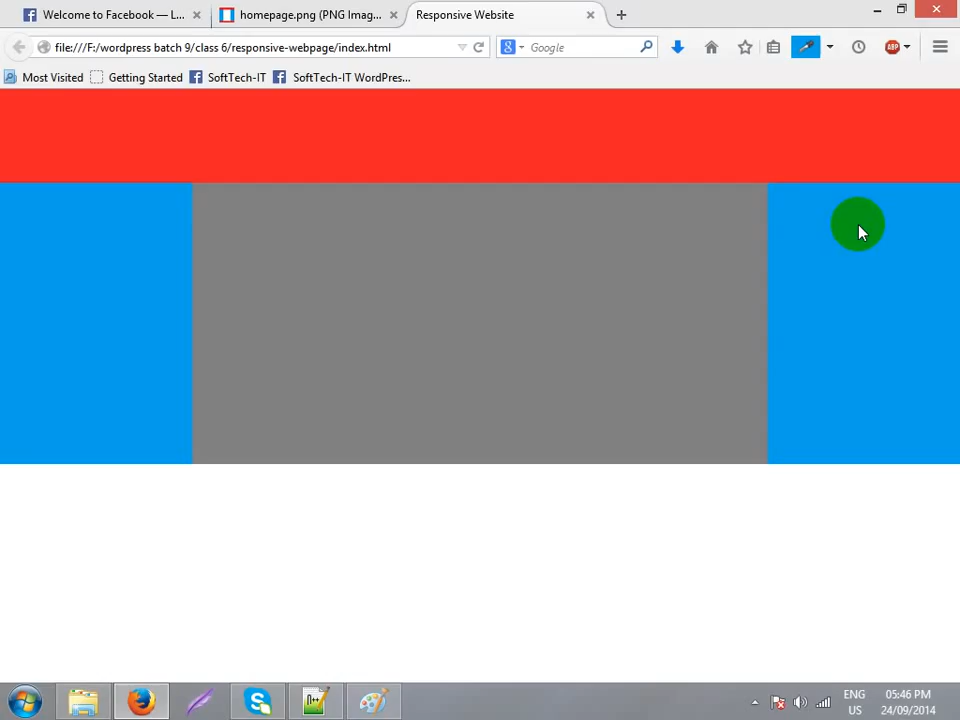 Welcome to Facebook — L...
homepage.png (PNG Imag...
Responsive Website
file:///F:/wordpress batch 9/class 6/responsive-webpage/index.html
Google
ABP
Most Visited
Getting Started
SoftTech-IT
SoftTech-IT WordPres...
ENG
US
05:46 PM
24/09/2014